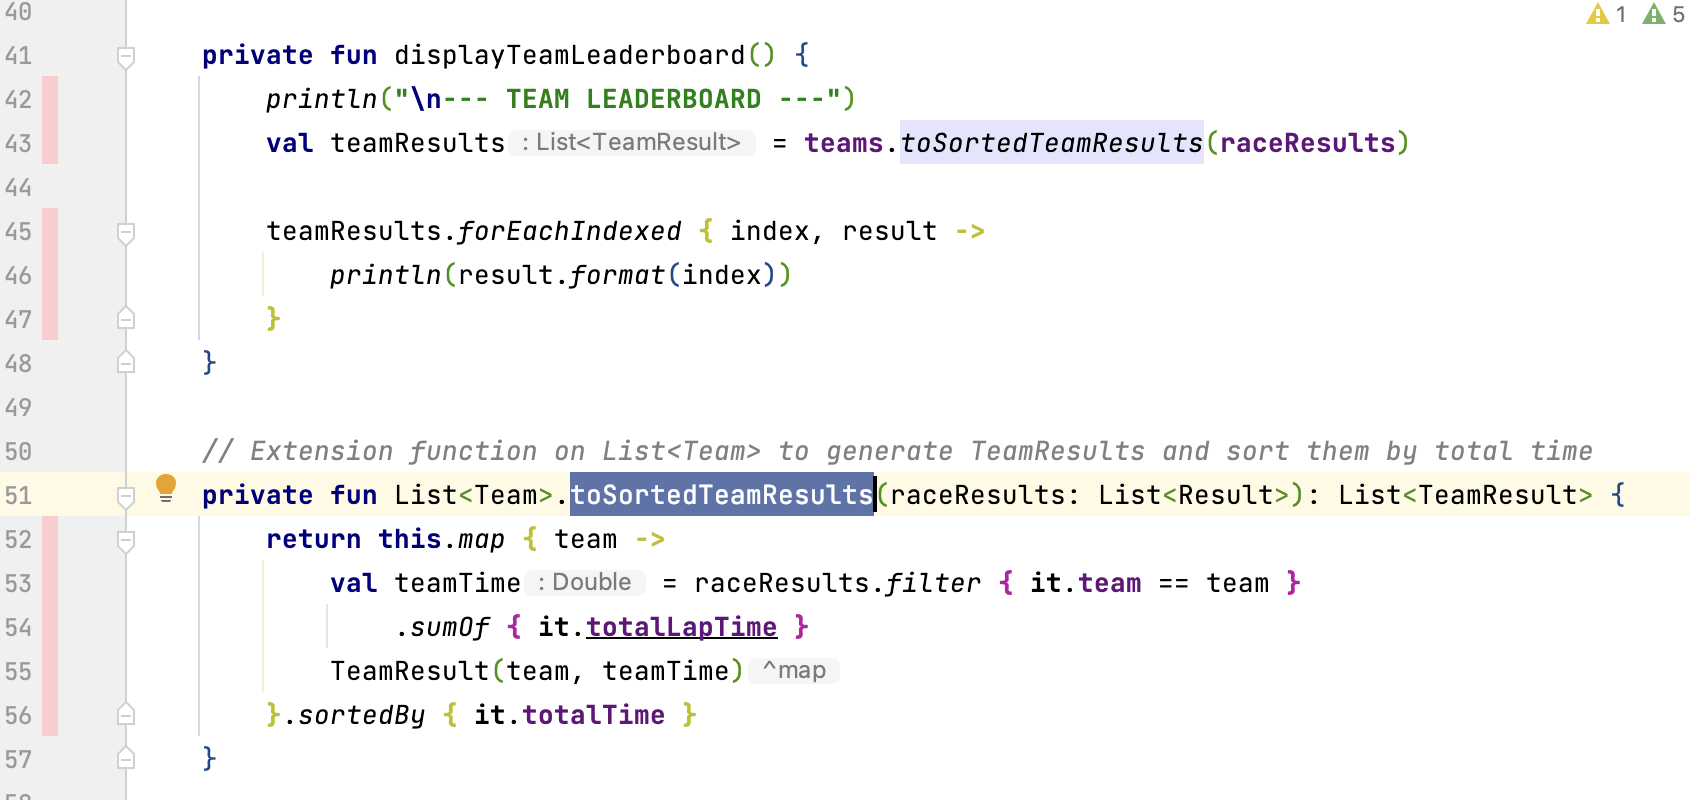 40
1 5
41 private fun displayTeamLeaderboard() {
42 println("\n--- TEAM LEADERBOARD ---")
43 val teamResults : List<TeamResult> = teams.toSortedTeamResults(raceResults)
44
45 teamResults.forEachIndexed { index, result ->
46 println(result.format(index))
47 }
48 }
49
50 // Extension function on List<Team> to generate TeamResults and sort them by total time
51 private fun List<Team>.toSortedTeamResults(raceResults: List<Result>): List<TeamResult> {
52 return this.map { team ->
53 val teamTime : Double = raceResults.filter { it.team == team }
54 .sumOf { it.totalLapTime }
55 TeamResult(team, teamTime) ^map
56 }.sortedBy { it.totalTime }
57 }